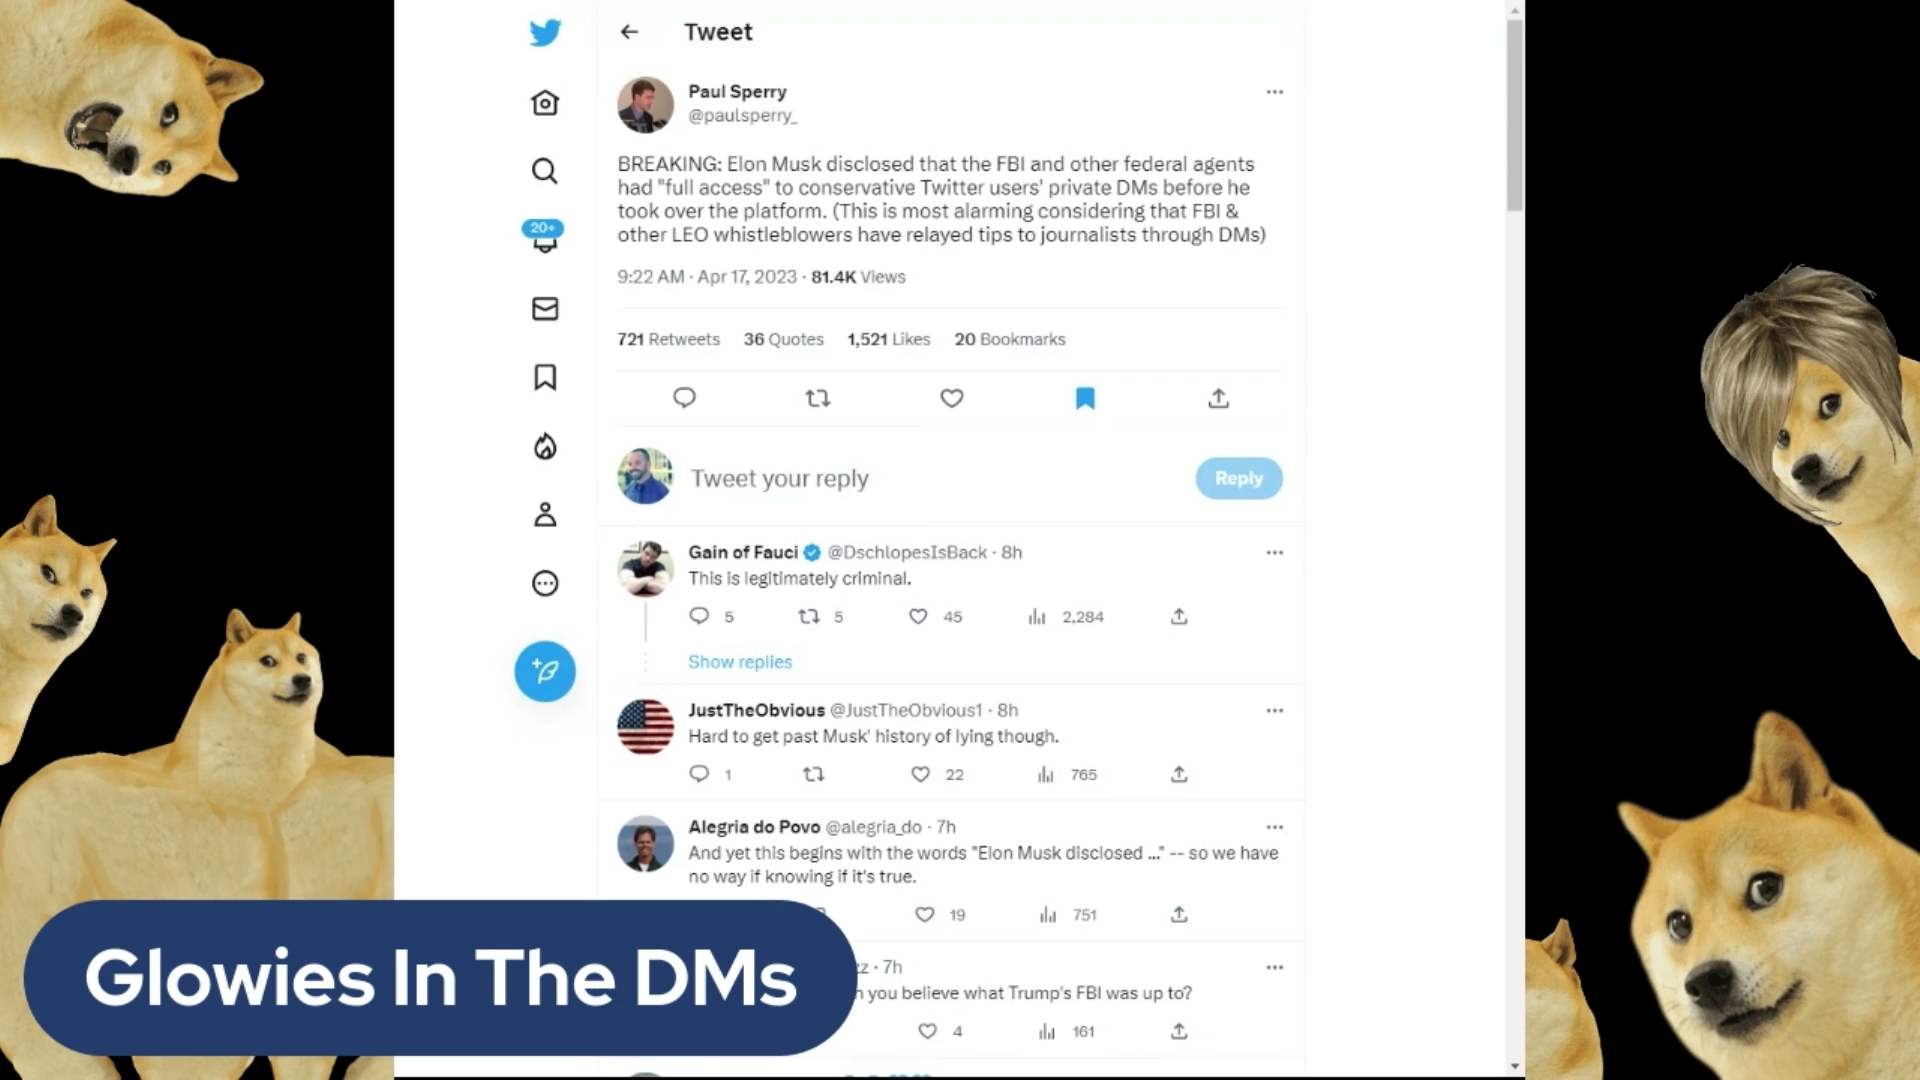 Tweet
Paul Sperry
@paulsperry_
BREAKING: Elon Musk disclosed that the FBI and other federal agents
had "full access" to conservative Twitter users' private DMs before he
took over the platform. (This is most alarming considering that FBI &
other LEO whistleblowers have relayed tips to journalists through DMs)
9:22 AM · Apr 17, 2023 · 81.4K Views
721 Retweets 36 Quotes 1,521 Likes 20 Bookmarks
20+
Tweet your reply
Reply
Gain of Fauci @DschlopesIsBack · 8h
This is legitimately criminal.
5 5 45 2,284
Show replies
JustTheObvious @JustTheObvious1 · 8h
Hard to get past Musk' history of lying though.
1 22 765
Alegria do Povo @alegria_do · 7h
And yet this begins with the words "Elon Musk disclosed ..." -- so we have
no way if knowing if it's true.
19 751
zz · 7h
you believe what Trump's FBI was up to?
4 161
Glowies In The DMs